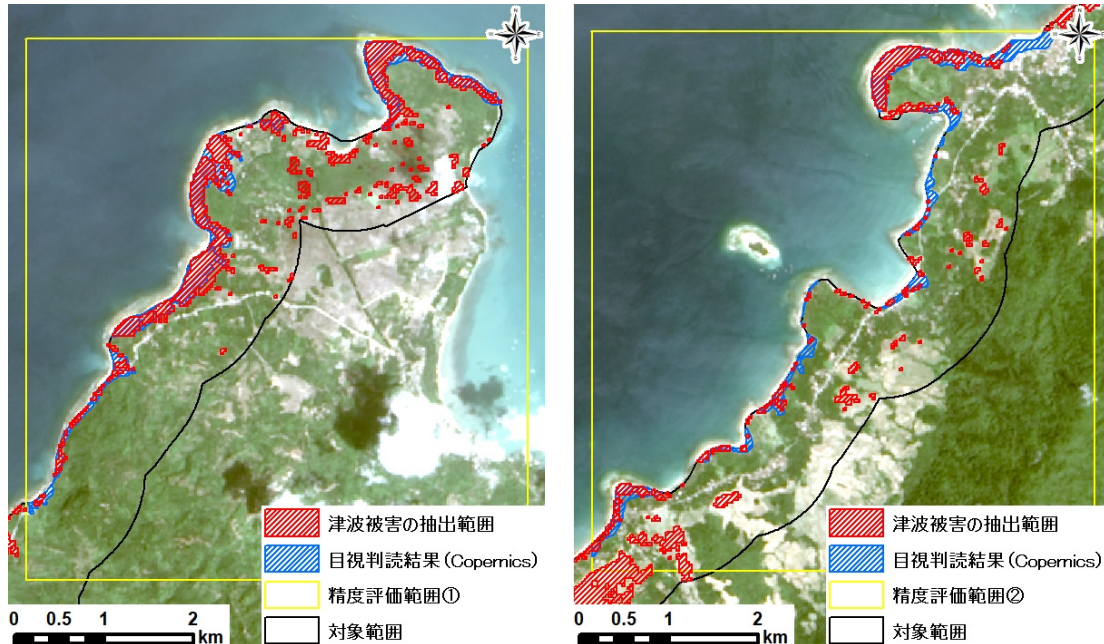 N
W E
S
津波被害の抽出範囲
目視判読結果(Copernics)
精度評価範囲①
対象範囲
0 0.5 1 2
km
N
W E
S
津波被害の抽出範囲
目視判読結果(Copernics)
精度評価範囲②
対象範囲
0 0.5 1 2
km